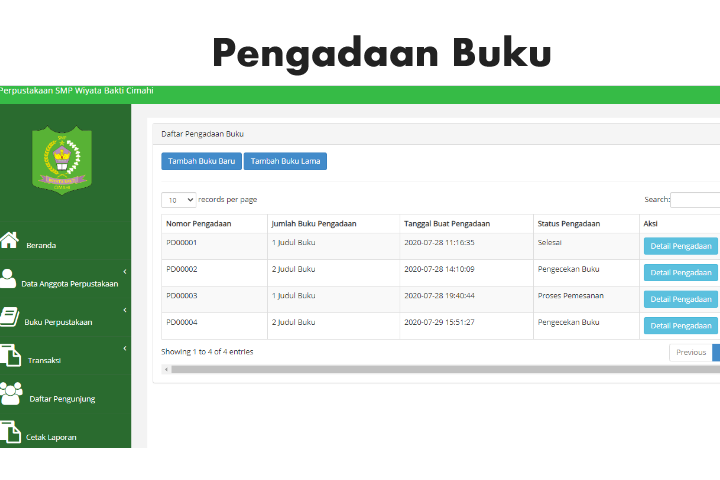 Pengadaan Buku
Perpustakaan SMP Wiyata Bakti Cimahi
SMP
CIMAHI
Beranda
Data Anggota Perpustakaan
Buku Perpustakaan
Transaksi
Daftar Pengunjung
Cetak Laporan
Daftar Pengadaan Buku
Tambah Buku Baru Tambah Buku Lama
10 records per page Search:
Nomor Pengadaan Jumlah Buku Pengadaan Tanggal Buat Pengadaan Status Pengadaan Aksi
PD00001 1 Judul Buku 2020-07-28 11:16:35 Selesai Detail Pengadaan
PD00002 2 Judul Buku 2020-07-28 14:10:09 Pengecekan Buku Detail Pengadaan
PD00003 1 Judul Buku 2020-07-28 19:40:44 Proses Pemesanan Detail Pengadaan
PD00004 2 Judul Buku 2020-07-29 15:51:27 Pengecekan Buku Detail Pengadaan
Showing 1 to 4 of 4 entries Previous